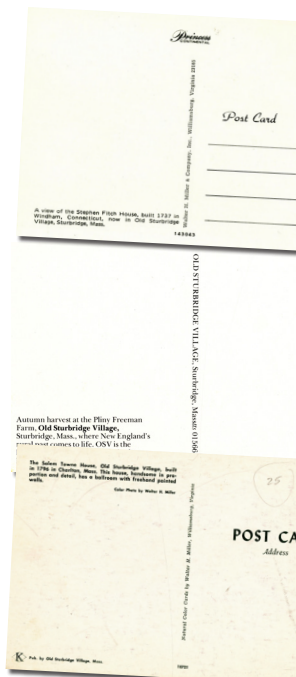 Princess
CONTINENTAL
Post Card
Walter H. Miller & Company, Inc., Williamsburg, Virginia 23185
A view of the Stephen Fitch House, built 1737 in
Windham, Connecticut, now in Old Sturbridge
Village, Sturbridge, Mass.
145063
OLD STURBRIDGE VILLAGE, Sturbridge, Massm 01566
Autumn harvest at the Pliny Freeman
Farm, Old Sturbridge Village,
Sturbridge, Mass., where New England's
rural past comes to life. OSV is the
The Salem Towne House, Old Sturbridge Village, built
in 1796 in Charlton, Mass. This house, handsome in pro-
portion and detail, has a ballroom with freehand painted
walls.
Color Photo by Walter H. Miller
Natural Color Cards by Walter H. Miller, Williamsburg, Virginia
25
POST CA
Address
K Pub. by Old Sturbridge Village, Mass.